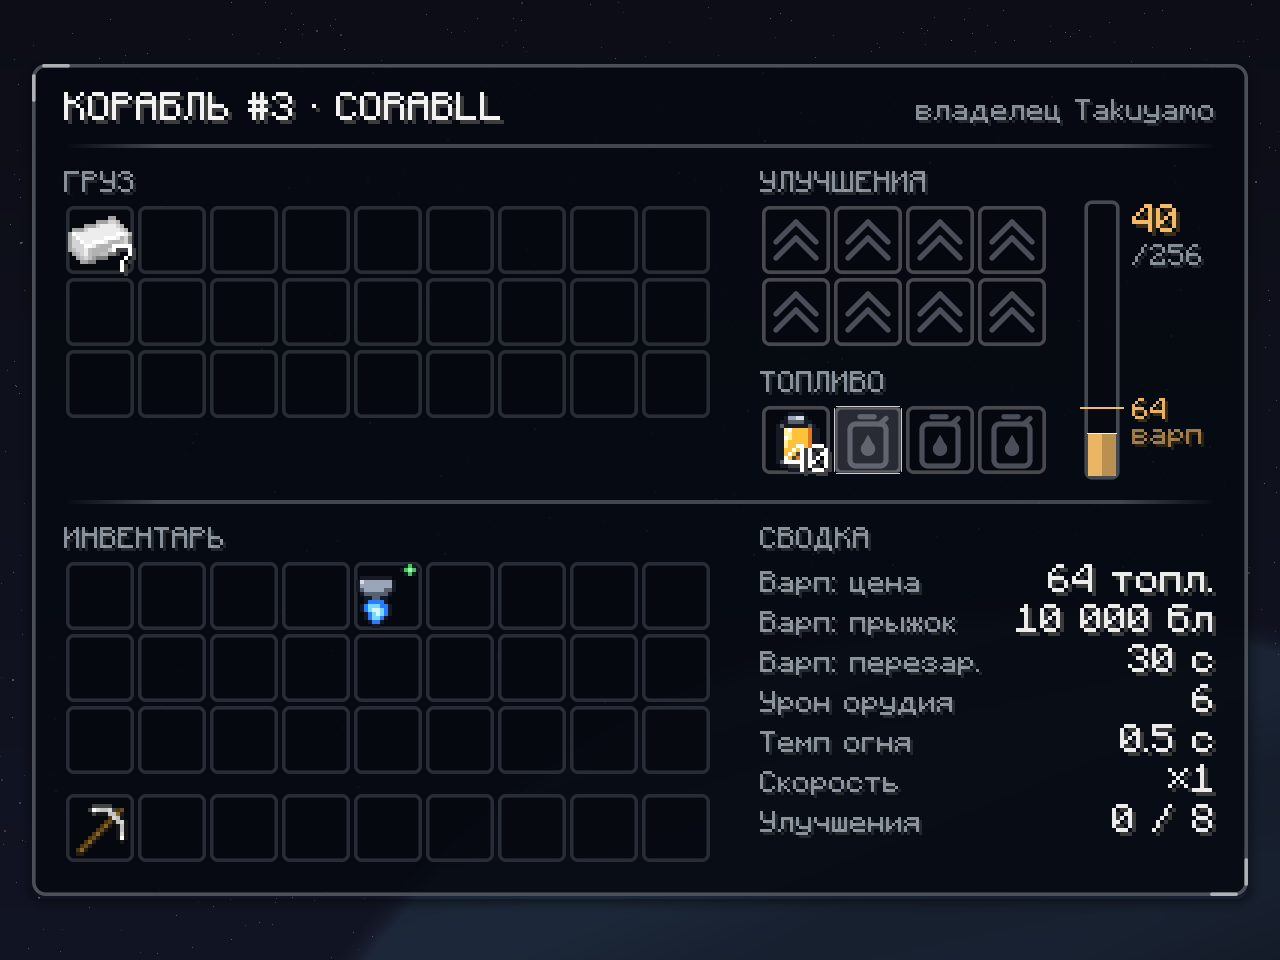 КОРАБЛЬ #3 · CORABLL
владелец Takuyamo
ГРУЗ
УЛУЧШЕНИЯ
40
/256
7
ТОПЛИВО
64
варп
40
ИНВЕНТАРЬ
СВОДКА
Варп: цена 64 топл.
Варп: прыжок 10 000 бл
Варп: перезар. 30 с
Урон орудия 6
Темп огня 0.5 с
Скорость ×1
Улучшения 0 / 8